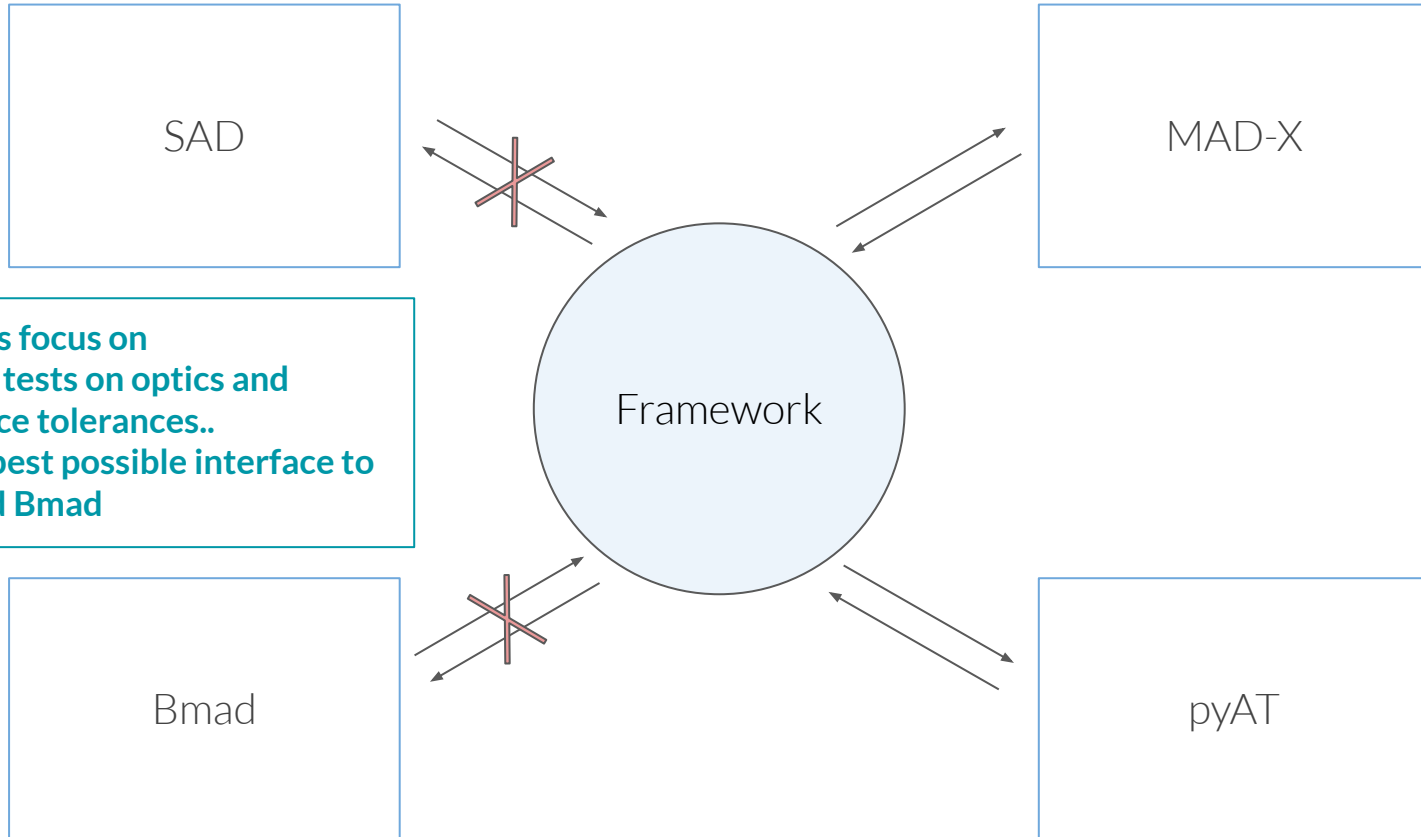 SAD
MAD-X
s focus on
tests on optics and
ce tolerances..
best possible interface to
d Bmad
Framework
Bmad
pyAT